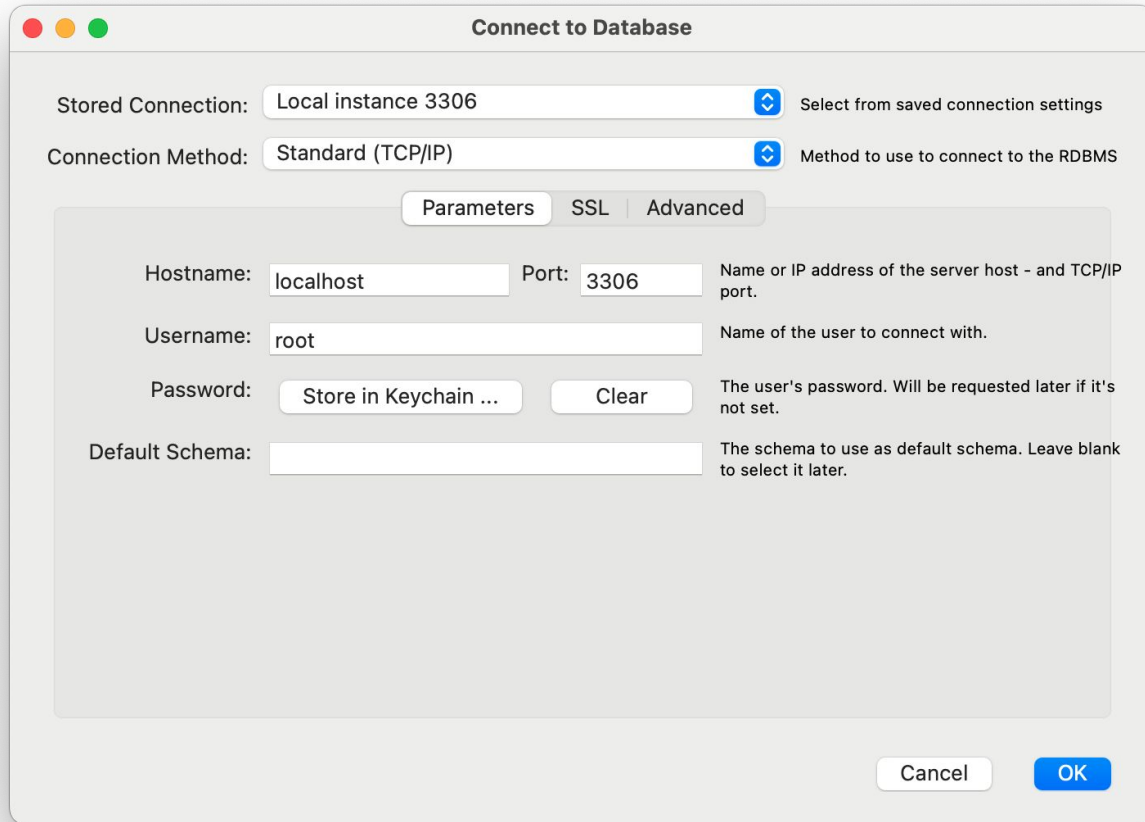 Connect to Database
Stored Connection: Local instance 3306 Select from saved connection settings
Connection Method: Standard (TCP/IP) Method to use to connect to the RDBMS
Parameters SSL Advanced
Hostname: localhost Port: 3306 Name or IP address of the server host - and TCP/IP
port.
Username: root Name of the user to connect with.
Password: Store in Keychain ... Clear The user's password. Will be requested later if it's
not set.
Default Schema: The schema to use as default schema. Leave blank
to select it later.
Cancel OK